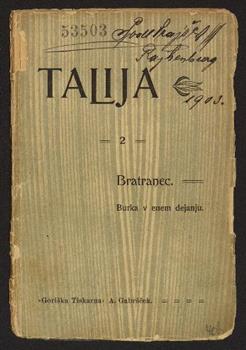 53503
TALIJA
1903.
= 2 =
Bratranec.
Burka v enem dejanju.
»Goriška Tiskarna« A. Gabršček.